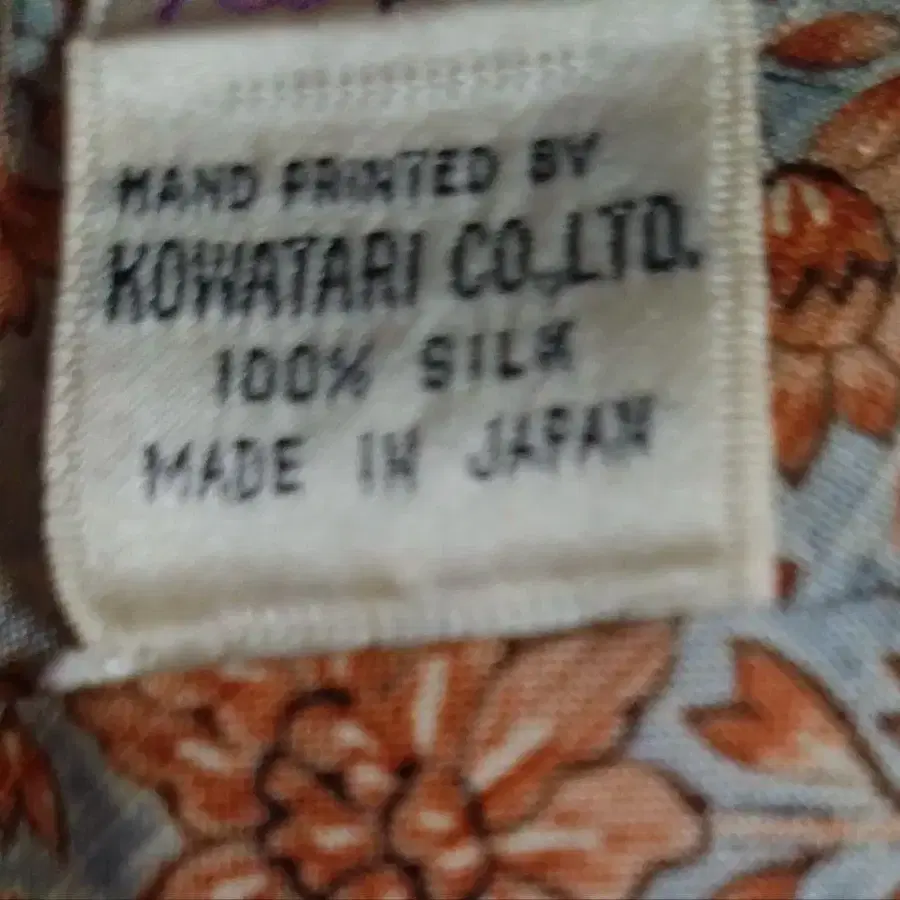 HAND PRINTED BY
KOWATARI CO.,LTD.
100% SILK
MADE IN JAPAN